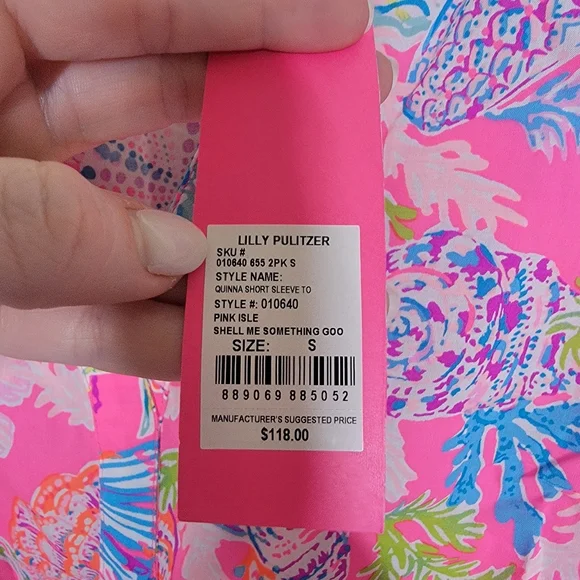 LILLY PULITZER
SKU #
010640 655 2PK S
STYLE NAME:
QUINNA SHORT SLEEVE TO
STYLE #: 010640
PINK ISLE
SHELL ME SOMETHING GOO
SIZE: S
889069 885052
MANUFACTURER'S SUGGESTED PRICE
$118.00